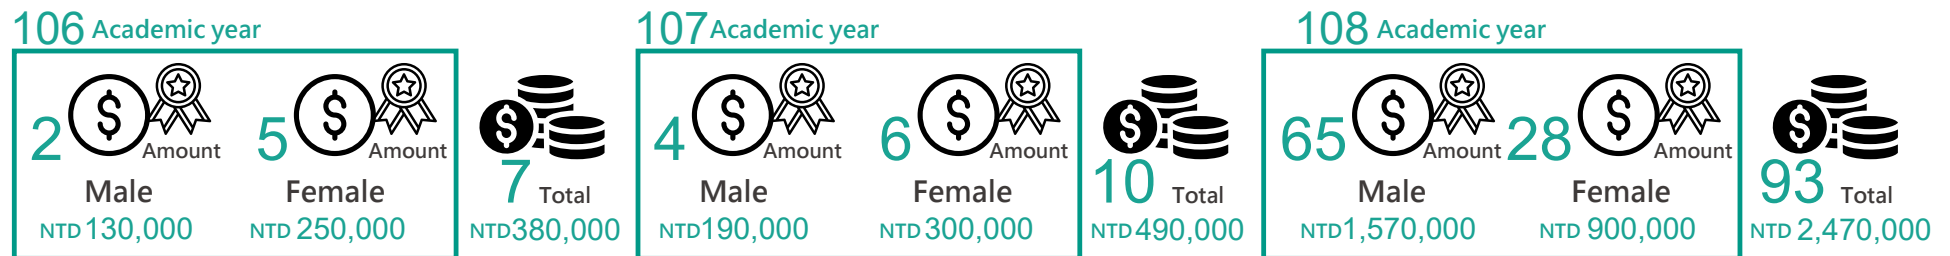 106 Academic year
2 Amount 5 Amount
Male Female 7 Total
NTD 130,000 NTD 250,000 NTD380,000
107 Academic year
4 Amount 6 Amount
Male Female 10 Total
NTD190,000 NTD 300,000 NTD 490,000
108 Academic year
65 Amount 28 Amount
Male Female 93 Total
NTD1,570,000 NTD 900,000 NTD 2,470,000